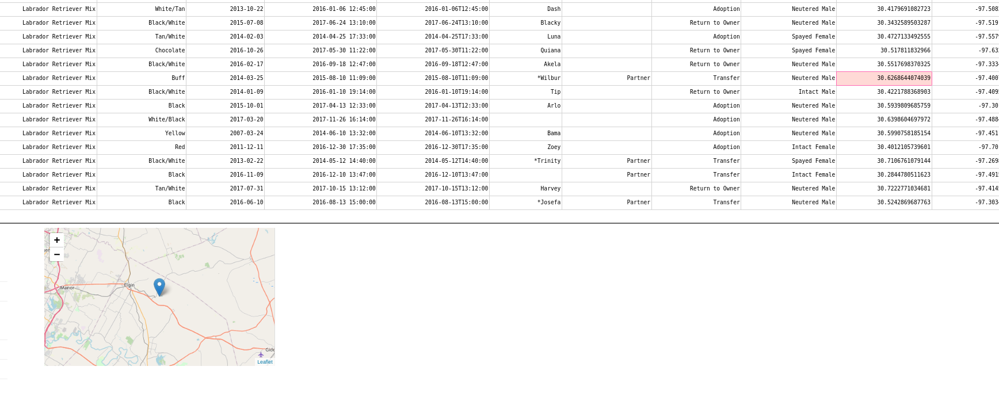 Labrador Retriever Mix White/Tan 2013-10-22 2016-01-06 12:45:00 2016-01-06T12:45:00 Dash Adoption Neutered Male 30.4179691082723 -97.508
Labrador Retriever Mix Black/White 2015-07-08 2017-06-24 13:10:00 2017-06-24T13:10:00 Blacky Return to Owner Neutered Male 30.3432589503287 -97.519
Labrador Retriever Mix Tan/White 2014-02-03 2014-04-25 17:33:00 2014-04-25T17:33:00 Luna Adoption Spayed Female 30.4727133492555 -97.557
Labrador Retriever Mix Chocolate 2016-10-26 2017-05-30 11:22:00 2017-05-30T11:22:00 Quiana Return to Owner Spayed Female 30.517811832966 -97.63
Labrador Retriever Mix Black/White 2016-02-17 2016-09-18 12:47:00 2016-09-18T12:47:00 Akela Return to Owner Neutered Male 30.5517698370325 -97.333
Labrador Retriever Mix Buff 2014-03-25 2015-08-10 11:09:00 2015-08-10T11:09:00 *Wilbur Partner Transfer Neutered Male 30.6268644074039 -97.400
Labrador Retriever Mix Black/White 2014-01-09 2016-01-10 19:14:00 2016-01-10T19:14:00 Tip Return to Owner Intact Male 30.4221788368903 -97.409
Labrador Retriever Mix Black 2015-10-01 2017-04-13 12:33:00 2017-04-13T12:33:00 Arlo Adoption Neutered Male 30.5939809685759 -97.30
Labrador Retriever Mix White/Black 2017-03-20 2017-11-26 16:14:00 2017-11-26T16:14:00 Adoption Neutered Male 30.6398604697972 -97.488
Labrador Retriever Mix Yellow 2007-03-24 2014-06-10 13:32:00 2014-06-10T13:32:00 Bama Adoption Neutered Male 30.5990758185154 -97.451
Labrador Retriever Mix Red 2011-12-11 2016-12-30 17:35:00 2016-12-30T17:35:00 Zoey Adoption Intact Female 30.4012105739601 -97.70
Labrador Retriever Mix Black/White 2013-02-22 2014-05-12 14:40:00 2014-05-12T14:40:00 *Trinity Partner Transfer Spayed Female 30.7106761079144 -97.269
Labrador Retriever Mix Black 2016-11-09 2016-12-10 13:47:00 2016-12-10T13:47:00 Partner Transfer Intact Female 30.2844780511623 -97.491
Labrador Retriever Mix Tan/White 2017-07-31 2017-10-15 13:12:00 2017-10-15T13:12:00 Harvey Return to Owner Neutered Male 30.7222771034681 -97.414
Labrador Retriever Mix Black 2016-06-10 2016-08-13 15:00:00 2016-08-13T15:00:00 *Josefa Partner Transfer Neutered Male 30.5242869687763 -97.303
+
−
Elgin
Manor
Gidd
Leaflet